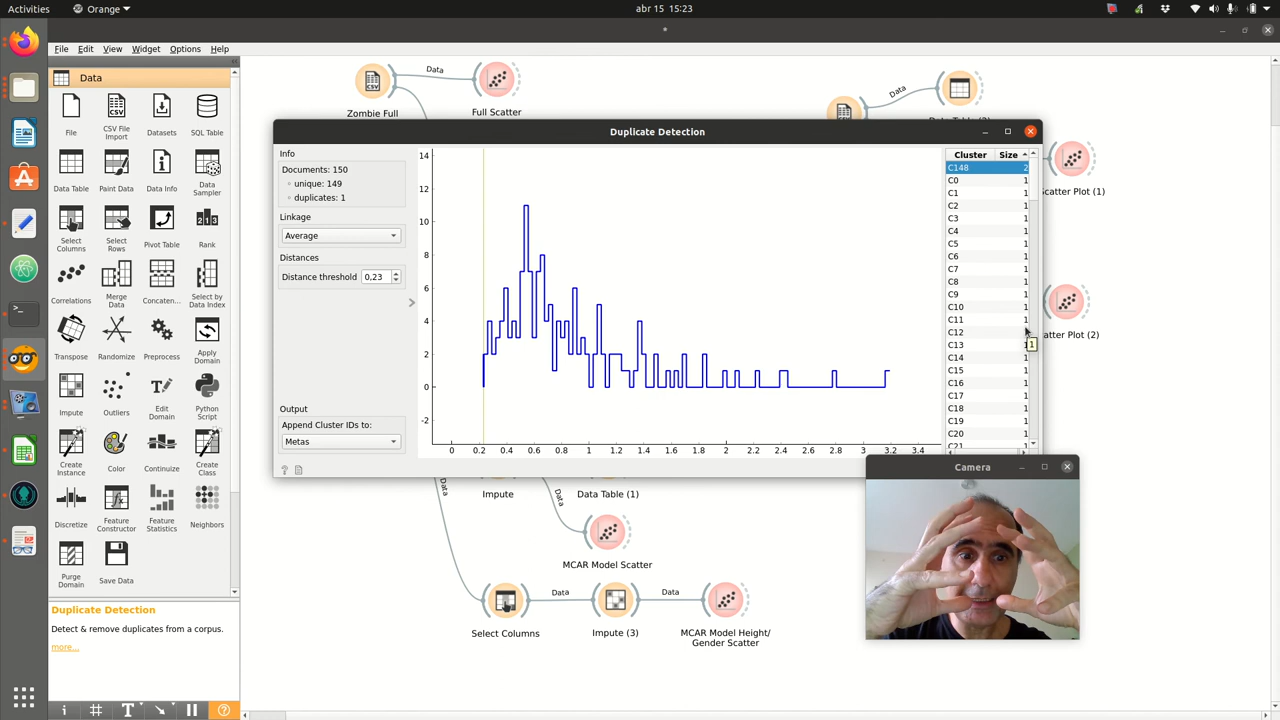 Activities
Orange
abr 15 15:23
File Edit View Widget Options Help
Data
File
CSV File Import
Datasets
SQL Table
Data Table
Paint Data
Data Info
Data Sampler
Select Columns
Select Rows
Pivot Table
Rank
Correlations
Merge Data
Concaten...
Select by Data Index
Transpose
Randomize
Preprocess
Apply Domain
Impute
Outliers
Edit Domain
Python Script
Create Instance
Color
Continuize
Create Class
Discretize
Feature Constructor
Feature Statistics
Neighbors
Purge Domain
Save Data
Duplicate Detection
Detect & remove duplicates from a corpus.
more...
Zombie Full
Data
Full Scatter
Data
Duplicate Detection
Info
Documents: 150
unique: 149
duplicates: 1
Linkage
Average
Distances
Distance threshold 0,23
Output
Append Cluster IDs to:
Metas
14
12
10
8
6
4
2
0
-2
0 0.2 0.4 0.6 0.8 1 1.2 1.4 1.6 1.8 2 2.2 2.4 2.6 2.8 3 3.2 3.4
Cluster Size
C148 2
C0 1
C1 1
C2 1
C3 1
C4 1
C5 1
C6 1
C7 1
C8 1
C9 1
C10 1
C11 1
C12 1
C13 1
C14 1
C15 1
C16 1
C17 1
C18 1
C19 1
C20 1
C21 1
1
catter Plot (1)
atter Plot (2)
Impute
Data
Data
Data Table (1)
MCAR Model Scatter
Select Columns
Data
Impute (3)
Data
MCAR Model Height/
Gender Scatter
Camera